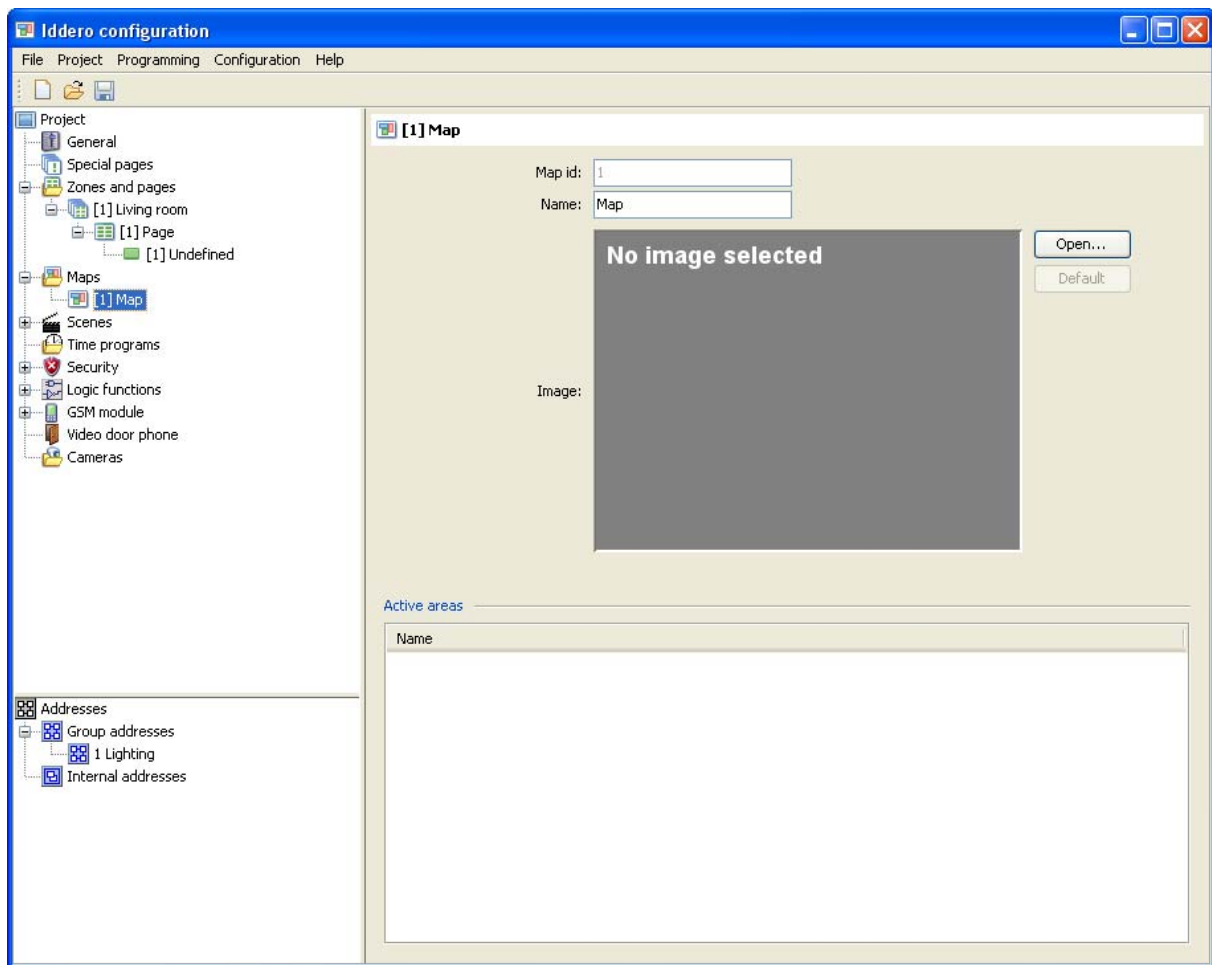 Iddero configuration
File Project Programming Configuration Help
Project
General
Special pages
Zones and pages
[1] Living room
[1] Page
[1] Undefined
Maps
[1] Map
Scenes
Time programs
Security
Logic functions
GSM module
Video door phone
Cameras
Addresses
Group addresses
1 Lighting
Internal addresses
[1] Map
Map id: 1
Name: Map
Image:
No image selected
Open...
Default
Active areas
Name